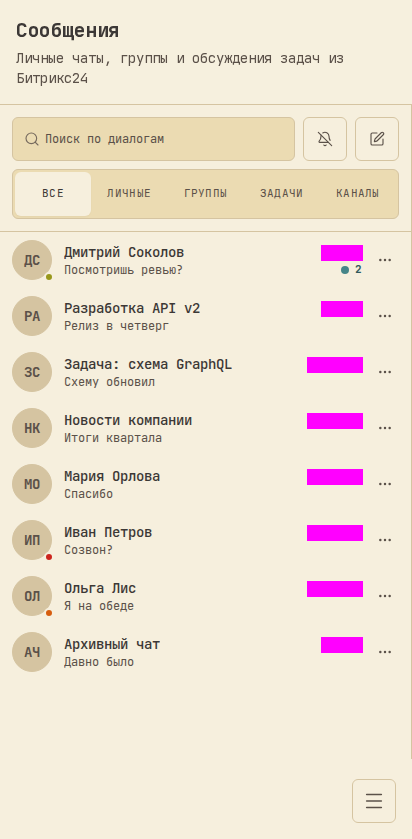 Сообщения
Личные чаты, группы и обсуждения задач из
Битрикс24
Поиск по диалогам
ВСЕ ЛИЧНЫЕ ГРУППЫ ЗАДАЧИ КАНАЛЫ
ДС Дмитрий Соколов
Посмотришь ревью? 2
РА Разработка API v2
Релиз в четверг
ЗС Задача: схема GraphQL
Схему обновил
НК Новости компании
Итоги квартала
МО Мария Орлова
Спасибо
ИП Иван Петров
Созвон?
ОЛ Ольга Лис
Я на обеде
АЧ Архивный чат
Давно было